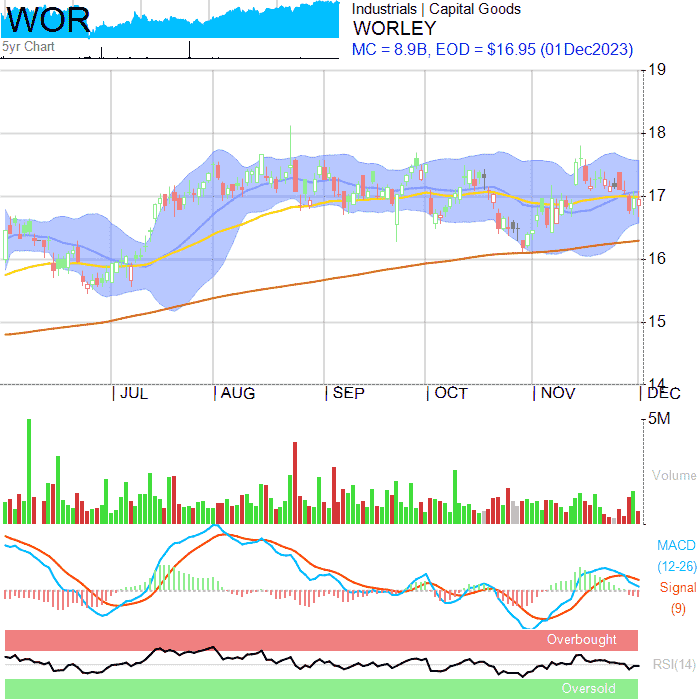 WOR
Industrials | Capital Goods
WORLEY
5yr Chart
MC = 8.9B, EOD = $16.95 (01Dec2023)
19
18
17
16
15
14
JUL
AUG
SEP
OCT
NOV
DEC
5M
Volume
MACD
(12-26)
Signal
(9)
Overbought
RSI(14)
Oversold